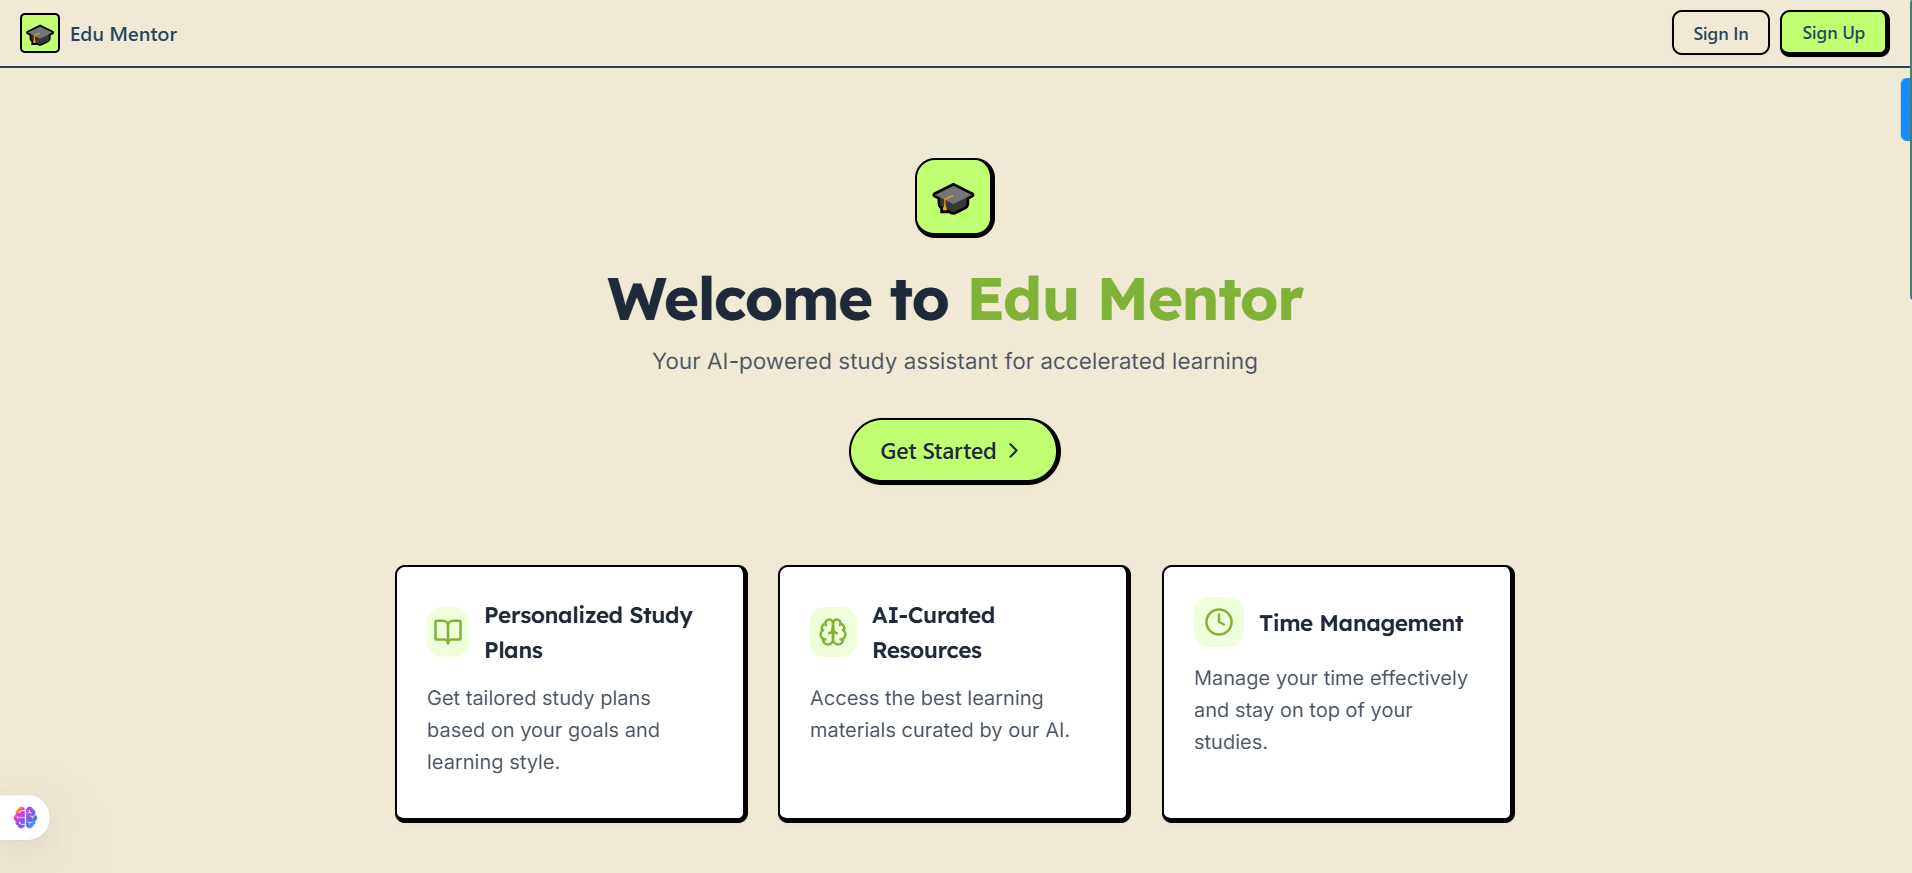 Edu Mentor
Sign In
Sign Up
Welcome to Edu Mentor
Your AI-powered study assistant for accelerated learning
Get Started
Personalized Study
Plans
Get tailored study plans
based on your goals and
learning style.
AI-Curated
Resources
Access the best learning
materials curated by our AI.
Time Management
Manage your time effectively
and stay on top of your
studies.